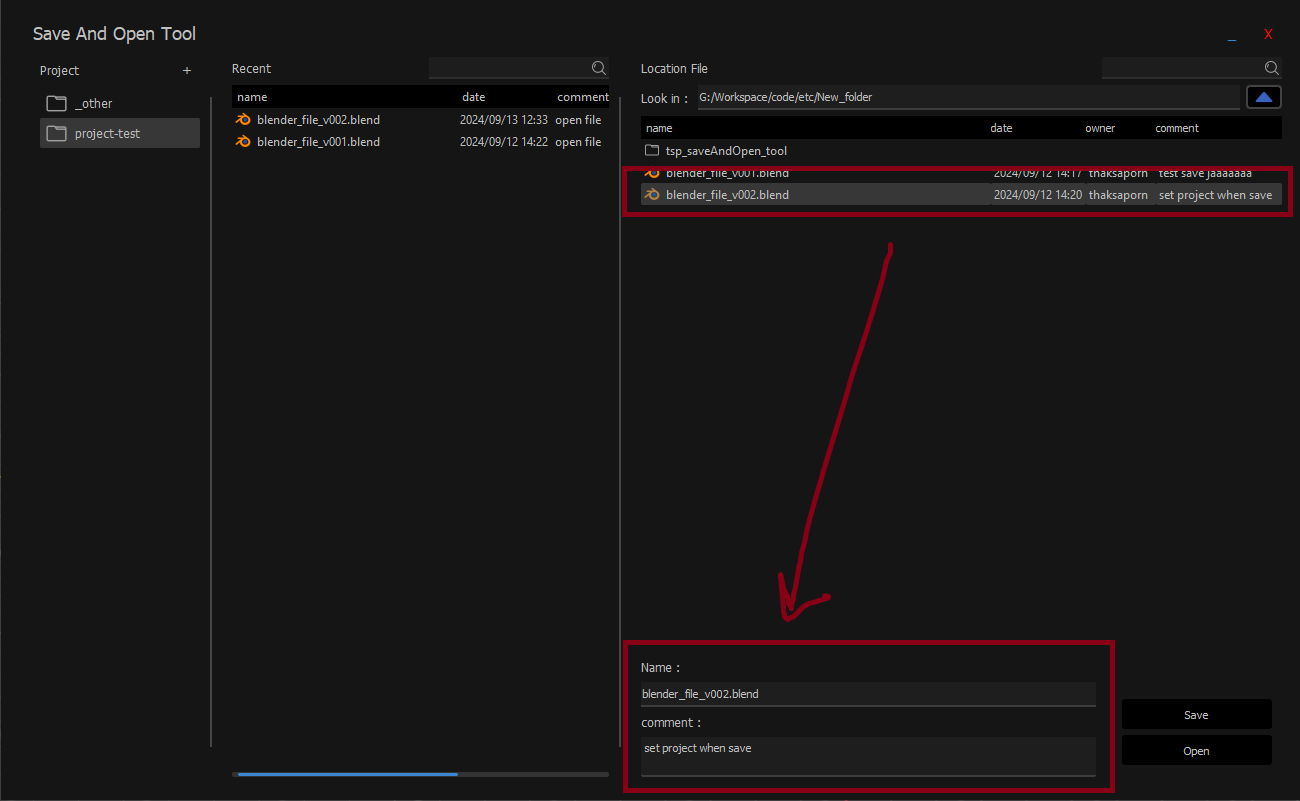 Save And Open Tool
_ X
Project +
_other
project-test
Recent
name date comment
blender_file_v002.blend 2024/09/13 12:33 open file
blender_file_v001.blend 2024/09/12 14:22 open file
Location File
Look in : G:/Workspace/code/etc/New_folder
name date owner comment
tsp_saveAndOpen_tool
blender_file_v001.blend 2024/09/12 14:17 thaksaporn test save jaaaaaaa
blender_file_v002.blend 2024/09/12 14:20 thaksaporn set project when save
Name :
blender_file_v002.blend
comment :
set project when save
Save
Open